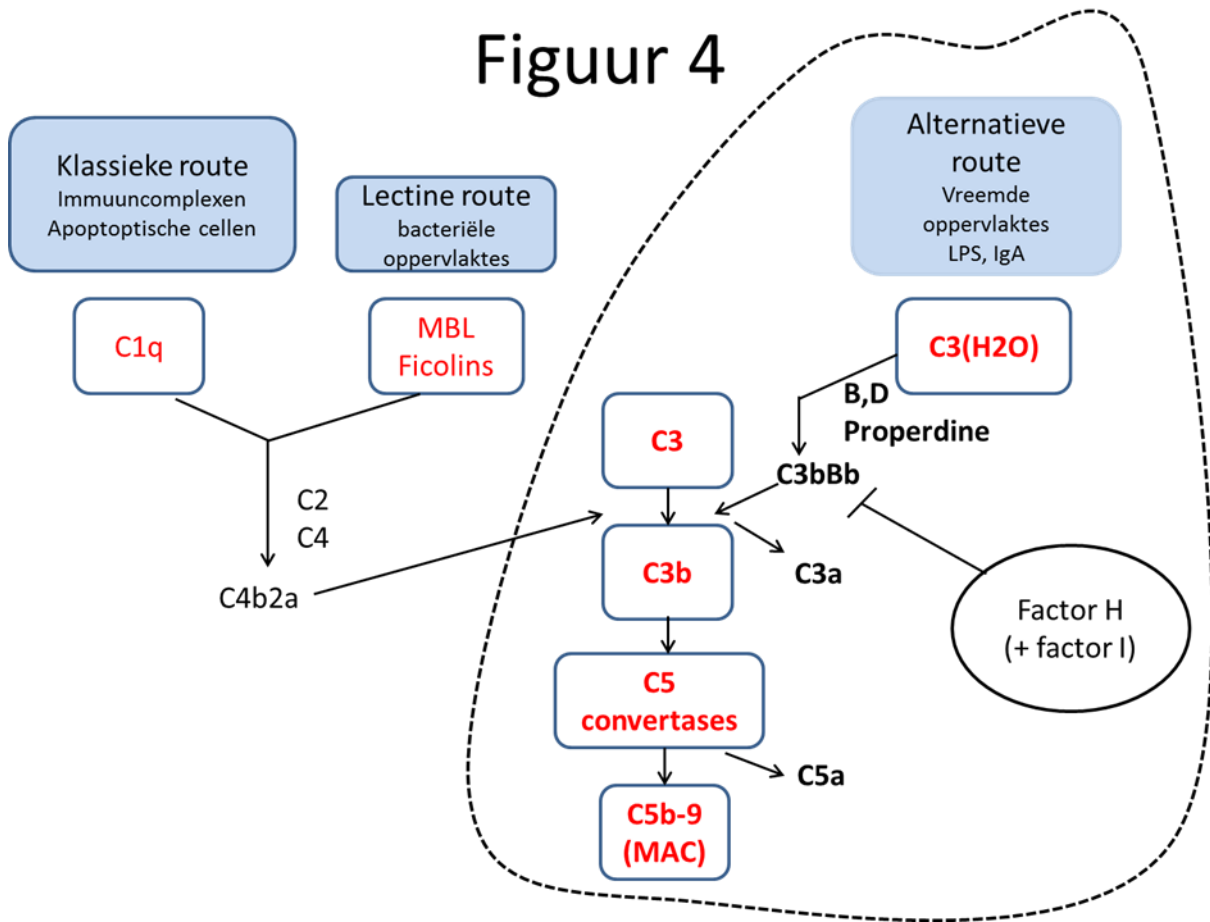 Figuur 4
Klassieke route
Immuuncomplexen
Apoptoptische cellen
Lectine route
bacteriële
oppervlaktes
Alternatieve
route
Vreemde
oppervlaktes
LPS, IgA
C1q
MBL
Ficolins
C3(H2O)
B,D
Properdine
C3
C3bBb
C2
C4
C4b2a
C3b
C3a
Factor H
(+ factor I)
C5
convertases
C5a
C5b-9
(MAC)